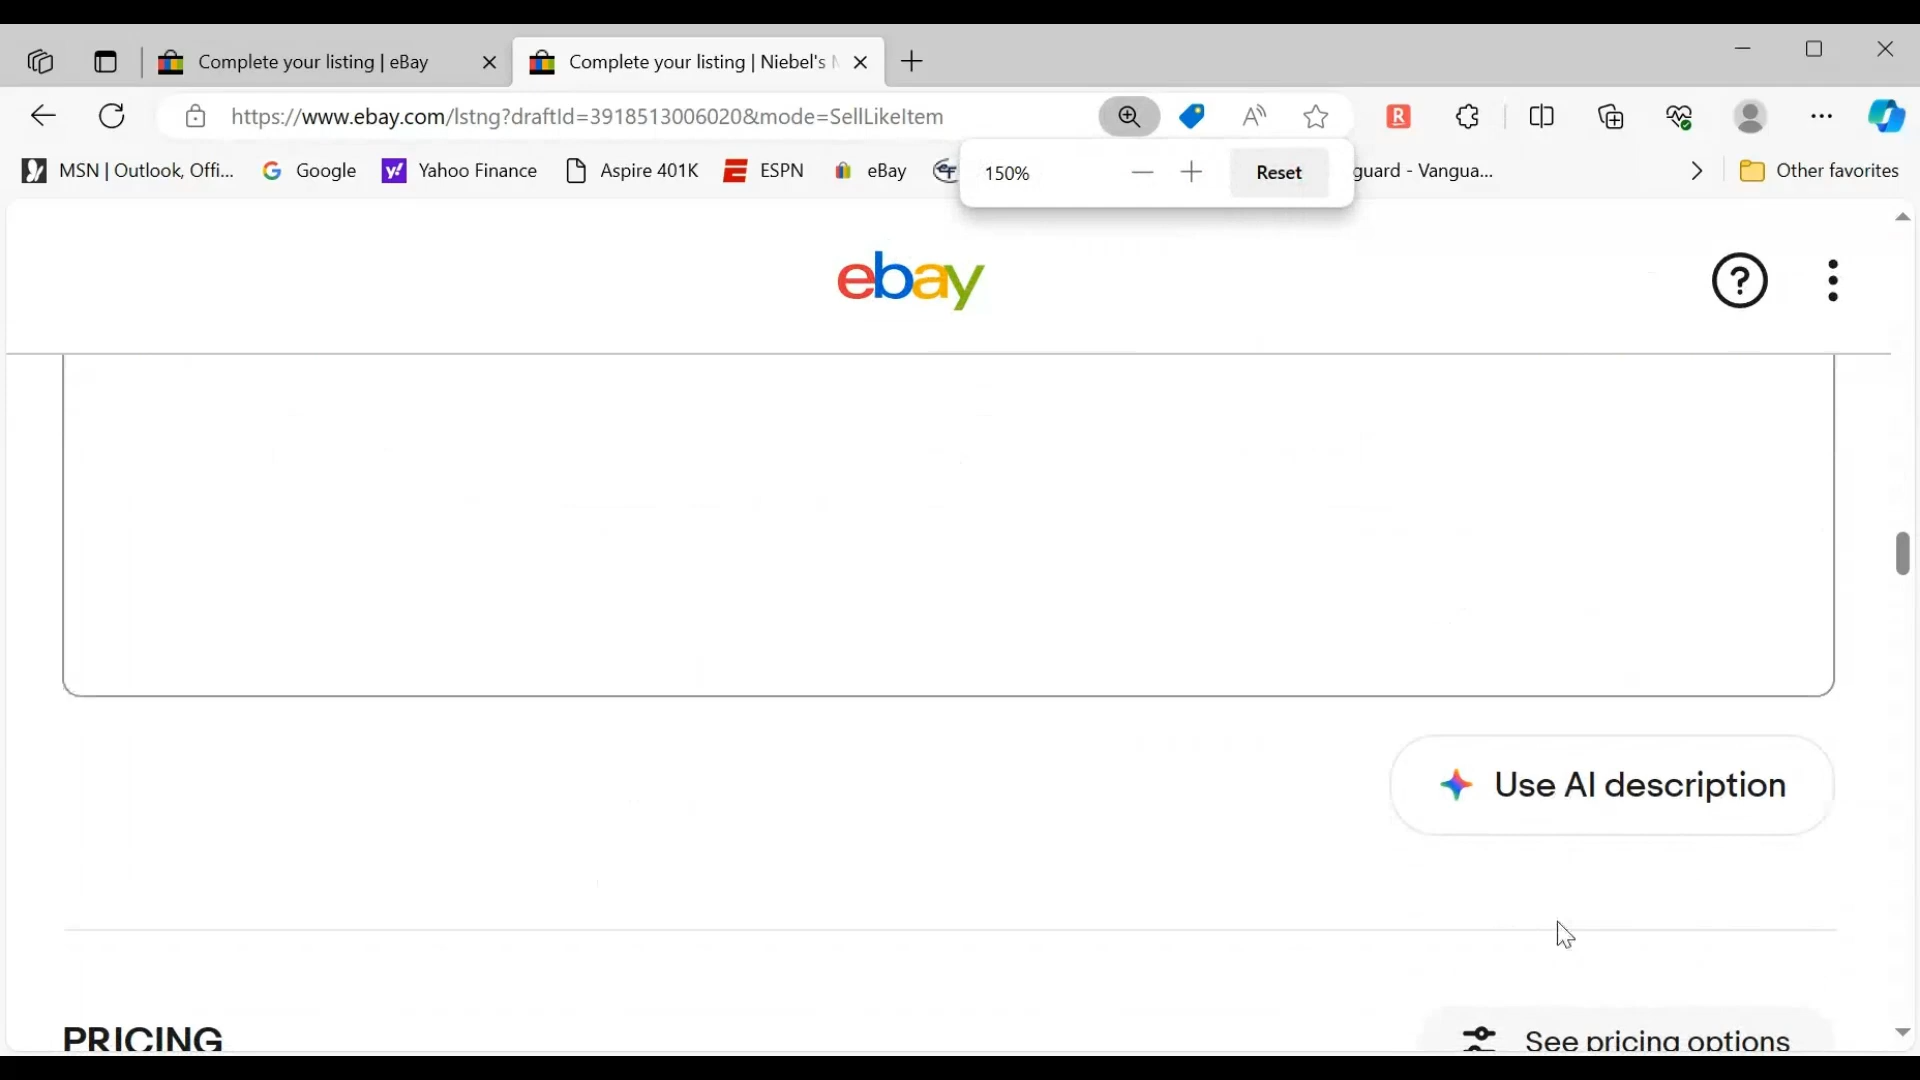 Complete your listing | eBay
Complete your listing | Niebel's
https://www.ebay.com/lstng?draftId=3918513006020&mode=SellLikeItem
MSN | Outlook, Offi...
Google
Yahoo Finance
Aspire 401K
ESPN
eBay
150%
Reset
guard - Vangua...
Other favorites
ebay
Use AI description
PRICING
See pricing options